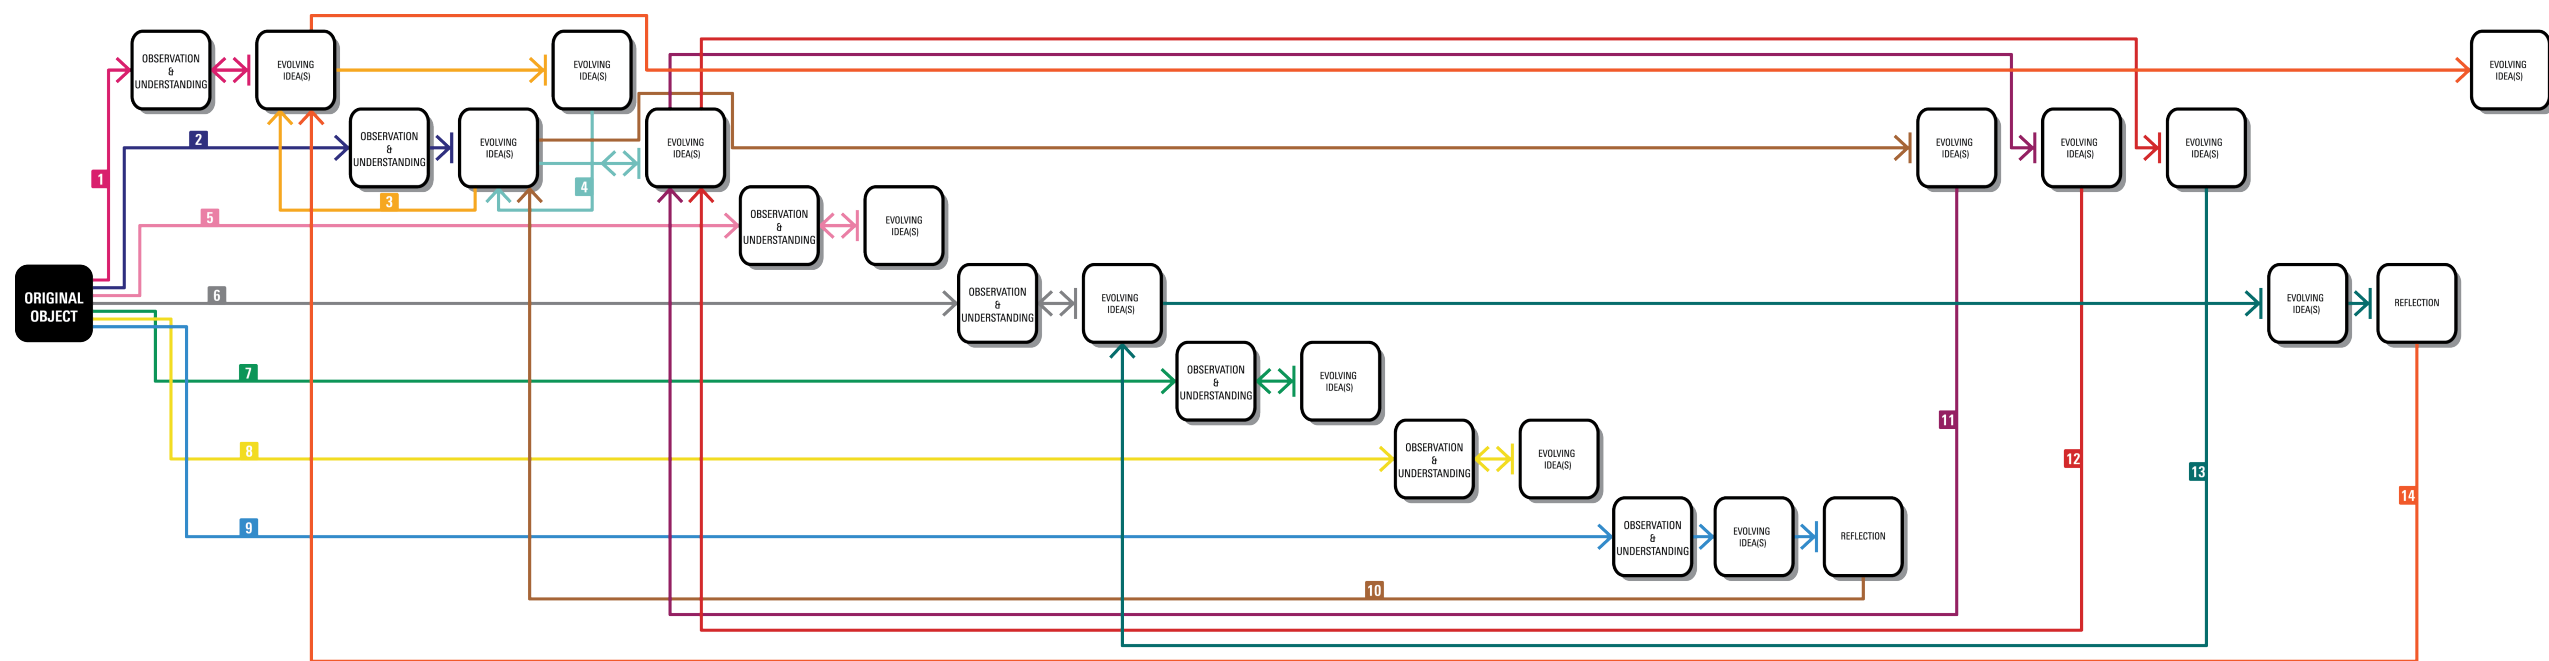 OBSERVATION
&
UNDERSTANDING
EVOLVING
IDEA(S)
EVOLVING
IDEA(S)
EVOLVING
IDEA(S)
OBSERVATION
&
UNDERSTANDING
EVOLVING
IDEA(S)
EVOLVING
IDEA(S)
EVOLVING
IDEA(S)
EVOLVING
IDEA(S)
EVOLVING
IDEA(S)
2
1
4
3
5
OBSERVATION
&
UNDERSTANDING
EVOLVING
IDEA(S)
ORIGINAL
OBJECT
6
OBSERVATION
&
UNDERSTANDING
EVOLVING
IDEA(S)
EVOLVING
IDEA(S)
REFLECTION
7
OBSERVATION
&
UNDERSTANDING
EVOLVING
IDEA(S)
11
8
OBSERVATION
&
UNDERSTANDING
EVOLVING
IDEA(S)
12
13
14
9
OBSERVATION
&
UNDERSTANDING
EVOLVING
IDEA(S)
REFLECTION
10